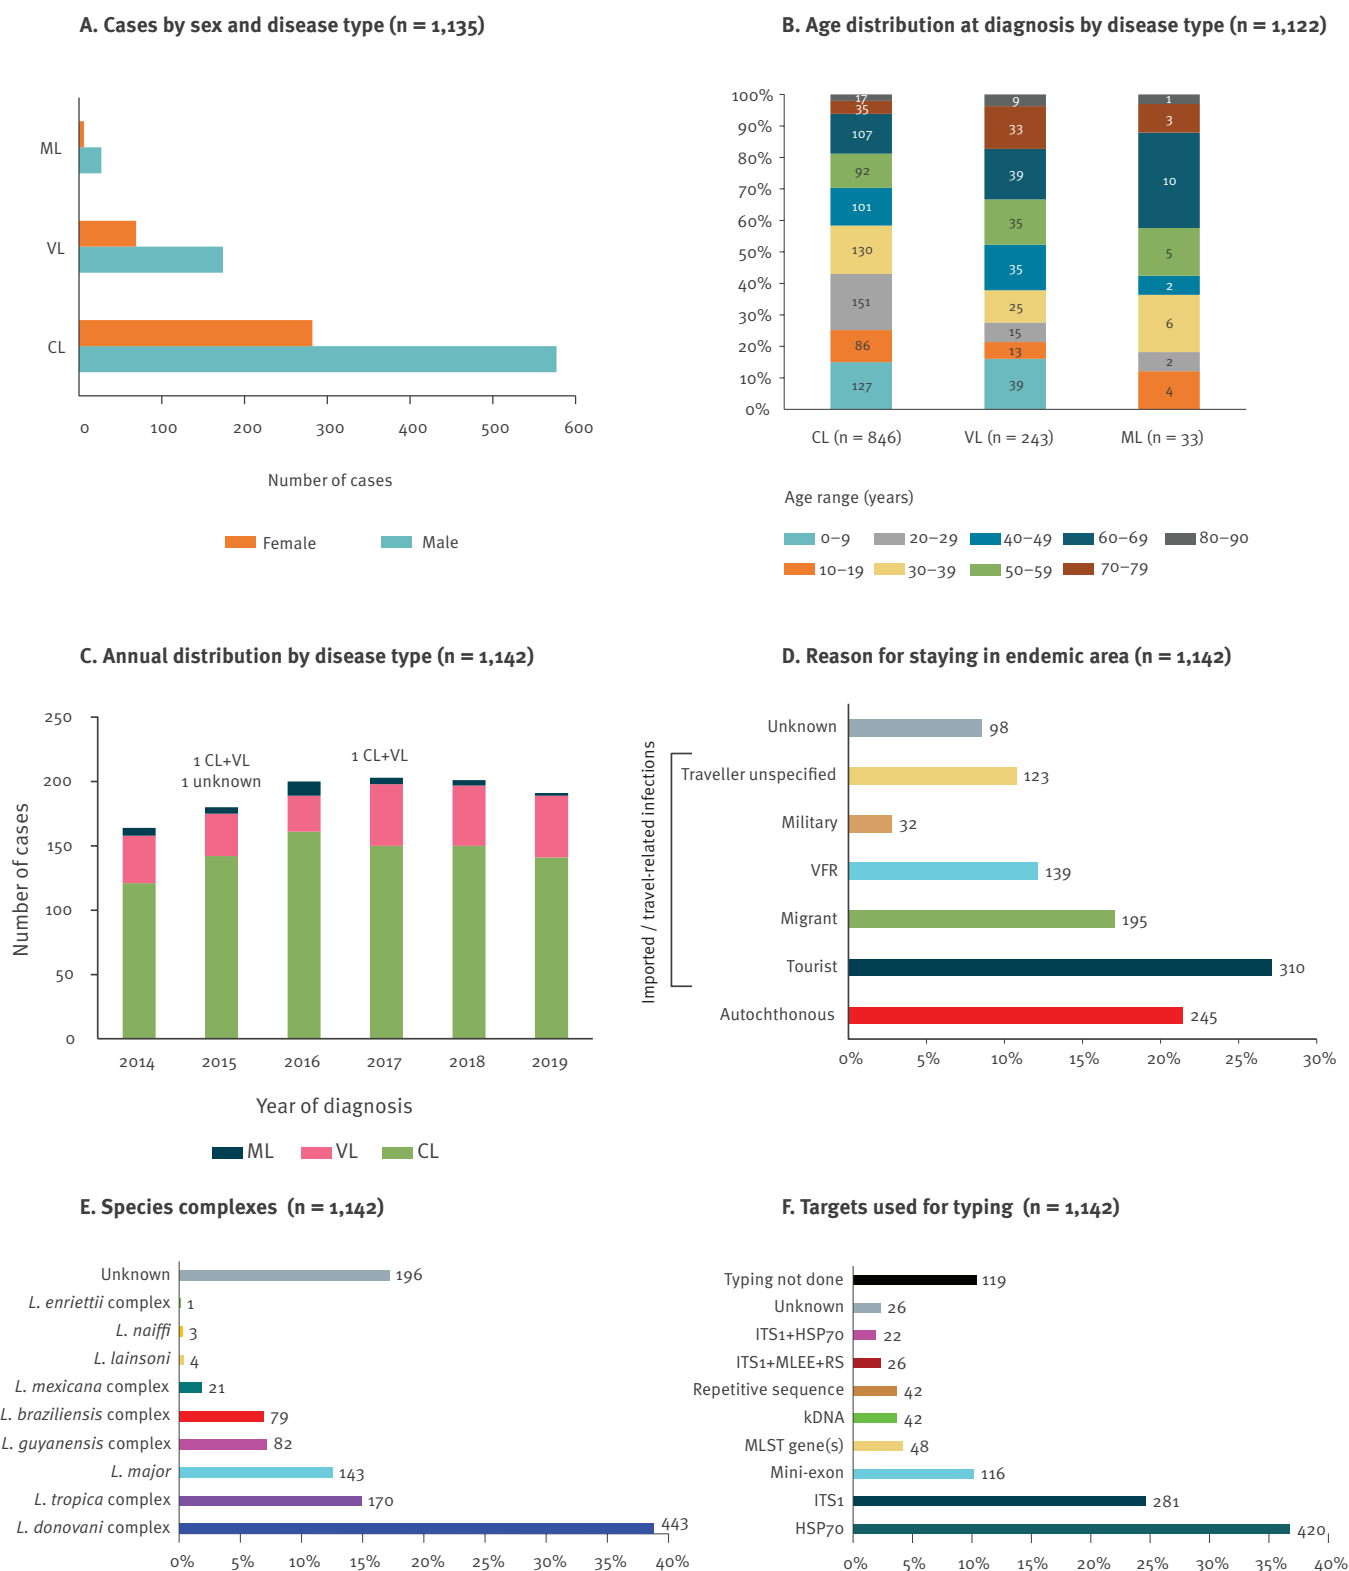 A. Cases by sex and disease type (n = 1,135)
ML
VL
CL
0 100 200 300 400 500 600
Number of cases
Female Male
B. Age distribution at diagnosis by disease type (n = 1,122)
100%
90%
80%
70%
60%
50%
40%
30%
20%
10%
0%
17
35
107
92
101
130
151
86
127
9
33
39
35
35
25
15
13
39
1
3
10
5
2
6
2
4
CL (n = 846) VL (n = 243) ML (n = 33)
Age range (years)
0–9 20–29 40–49 60–69 80–90
10–19 30–39 50–59 70–79
C. Annual distribution by disease type (n = 1,142)
Number of cases
250
200
150
100
50
0
1 CL+VL
1 unknown
1 CL+VL
2014 2015 2016 2017 2018 2019
Year of diagnosis
ML VL CL
D. Reason for staying in endemic area (n = 1,142)
Imported / travel-related infections
Unknown 98
Traveller unspecified 123
Military 32
VFR 139
Migrant 195
Tourist 310
Autochthonous 245
0% 5% 10% 15% 20% 25% 30%
E. Species complexes (n = 1,142)
Unknown 196
L. enriettii complex 1
L. naiffi 3
L. lainsoni 4
L. mexicana complex 21
L. braziliensis complex 79
L. guyanensis complex 82
L. major 143
L. tropica complex 170
L. donovani complex 443
0% 5% 10% 15% 20% 25% 30% 35% 40%
F. Targets used for typing (n = 1,142)
Typing not done 119
Unknown 26
ITS1+HSP70 22
ITS1+MLEE+RS 26
Repetitive sequence 42
kDNA 42
MLST gene(s) 48
Mini-exon 116
ITS1 281
HSP70 420
0% 5% 10% 15% 20% 25% 30% 35% 40%